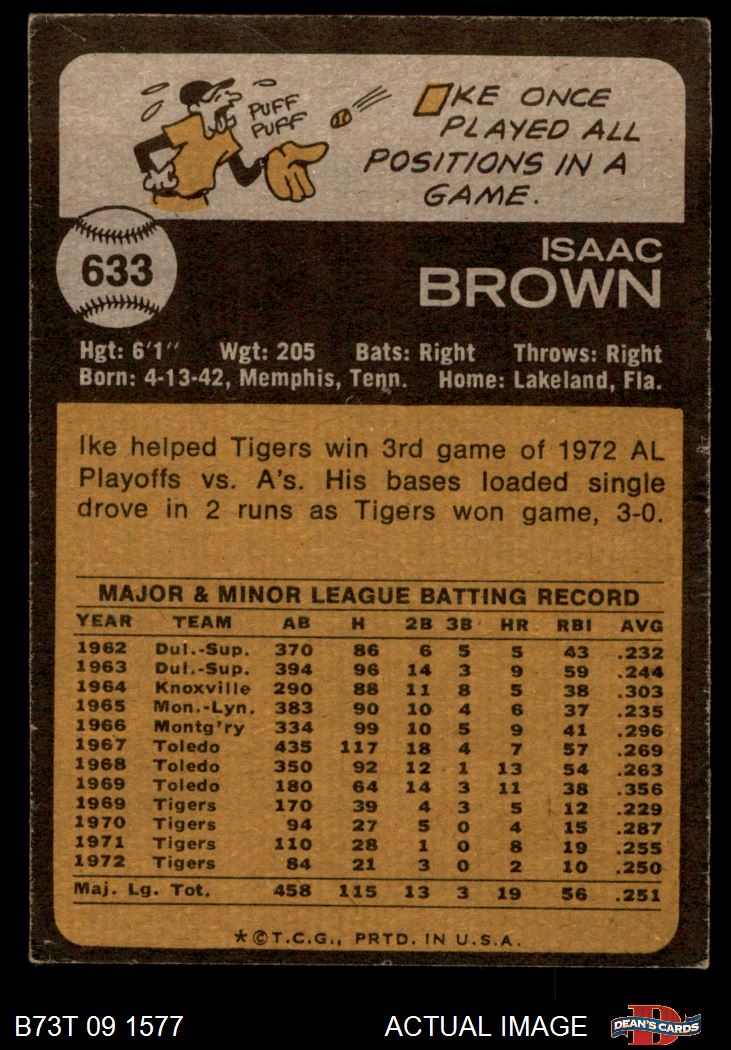 PUFF
PUFF
IKE ONCE
PLAYED ALL
POSITIONS IN A
GAME.
633
ISAAC
BROWN
Hgt: 6'1" Wgt: 205 Bats: Right Throws: Right
Born: 4-13-42, Memphis, Tenn. Home: Lakeland, Fla.
Ike helped Tigers win 3rd game of 1972 AL
Playoffs vs. A's. His bases loaded single
drove in 2 runs as Tigers won game, 3-0.
MAJOR & MINOR LEAGUE BATTING RECORD
YEAR TEAM AB H 2B 3B HR RBI AVG
1962 Dul.-Sup. 370 86 6 5 5 43 .232
1963 Dul.-Sup. 394 96 14 3 9 59 .244
1964 Knoxville 290 88 11 8 5 38 .303
1965 Mon.-Lyn. 383 90 10 4 6 37 .235
1966 Montg'ry 334 99 10 5 9 41 .296
1967 Toledo 435 117 18 4 7 57 .269
1968 Toledo 350 92 12 1 13 54 .263
1969 Toledo 180 64 14 3 11 38 .356
1969 Tigers 170 39 4 3 5 12 .229
1970 Tigers 94 27 5 0 4 15 .287
1971 Tigers 110 28 1 0 8 19 .255
1972 Tigers 84 21 3 0 2 10 .250
Maj. Lg. Tot. 458 115 13 3 19 56 .251
*©T.C.G., PRTD. IN U.S.A.
B73T 09 1577 ACTUAL IMAGE DEAN'S CARDS